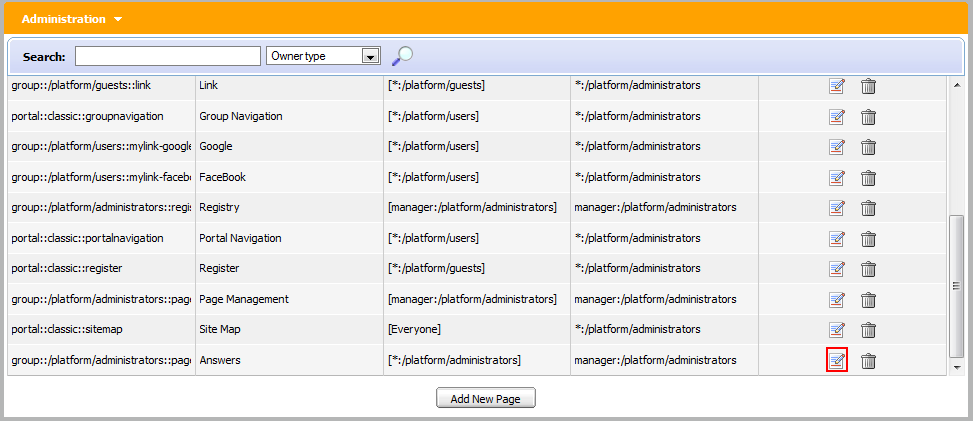 Administration
Search: Owner type
group::/platform/guests::link Link [*:/platform/guests] *:/platform/administrators
portal::classic::groupnavigation Group Navigation [*:/platform/users] *:/platform/administrators
group::/platform/users::mylink-google Google [*:/platform/users] *:/platform/administrators
group::/platform/users::mylink-facebo FaceBook [*:/platform/users] *:/platform/administrators
group::/platform/administrators::regis Registry [manager:/platform/administrators] manager:/platform/administrators
portal::classic::portalnavigation Portal Navigation [*:/platform/users] *:/platform/administrators
portal::classic::register Register [*:/platform/guests] *:/platform/administrators
group::/platform/administrators::page Page Management [manager:/platform/administrators] manager:/platform/administrators
portal::classic::sitemap Site Map [Everyone] *:/platform/administrators
group::/platform/administrators::page Answers [*:/platform/administrators] manager:/platform/administrators
Add New Page